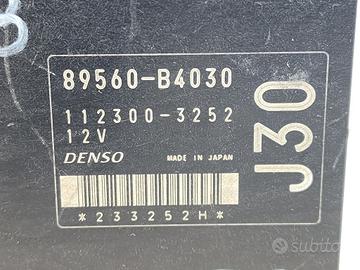 B
89560-B4030
112300-3252
12V
DENSO
MADE IN JAPAN
*233252H*
J30
subito